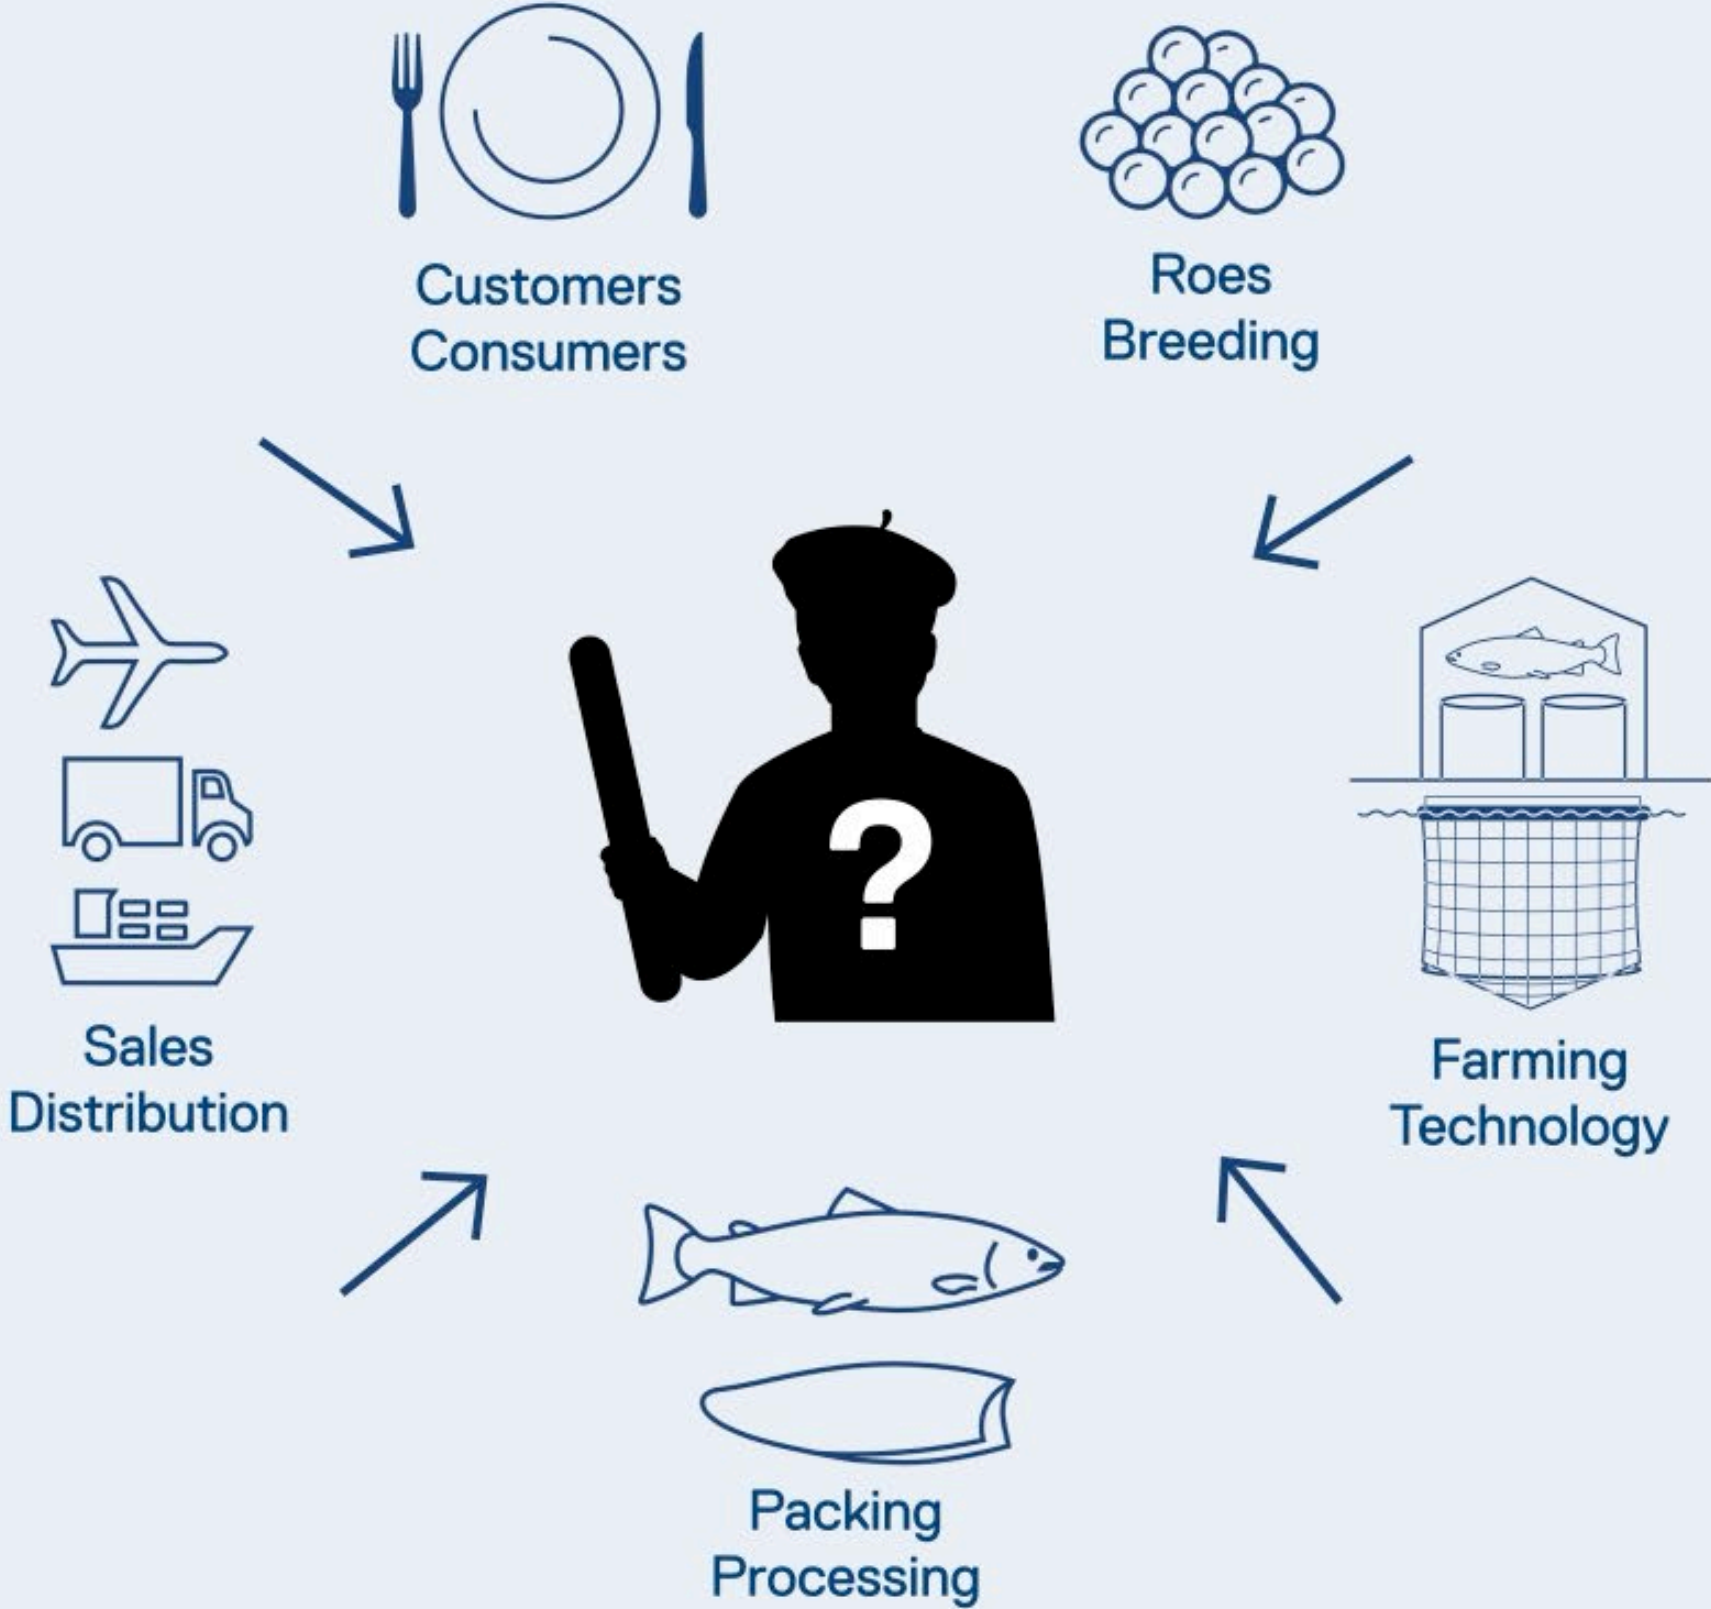 Customers
Consumers
Roes
Breeding
?
Sales
Distribution
Farming
Technology
Packing
Processing